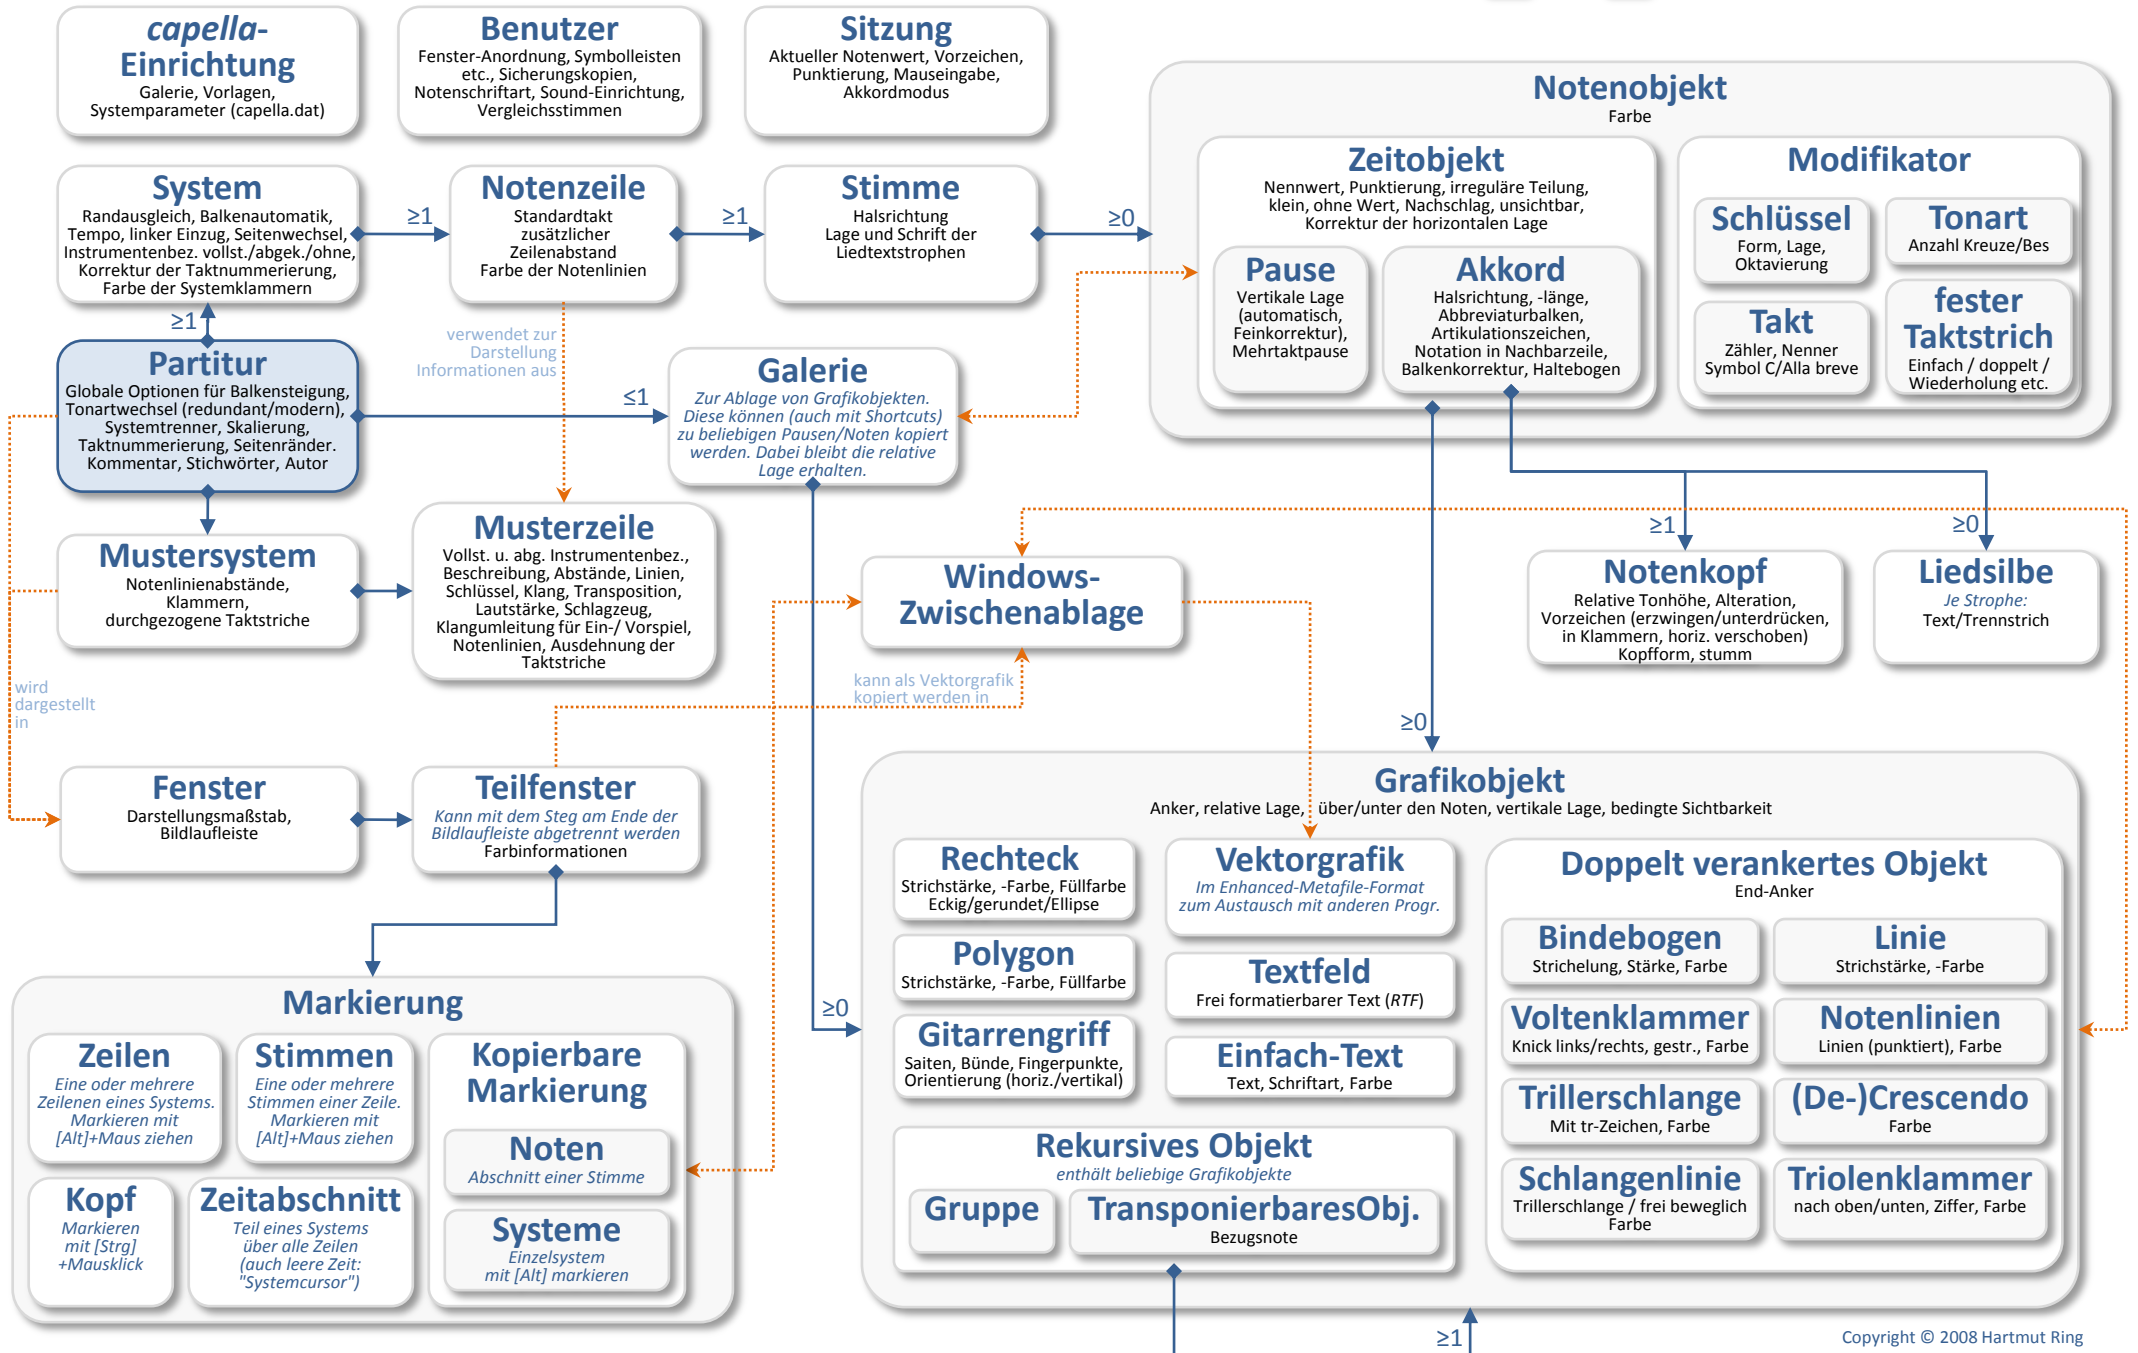 capella-
Einrichtung
Galerie, Vorlagen,
Systemparameter (capella.dat)
Benutzer
Fenster-Anordnung, Symbolleisten
etc., Sicherungskopien,
Notenschriftart, Sound-Einrichtung,
Vergleichsstimmen
Sitzung
Aktueller Notenwert, Vorzeichen,
Punktierung, Mauseingabe,
Akkordmodus
System
Randausgleich, Balkenautomatik,
Tempo, linker Einzug, Seitenwechsel,
Instrumentenbez. vollst./abgek./ohne,
Korrektur der Taktnummerierung,
Farbe der Systemklammern
≥1
Notenzeile
Standardtakt
zusätzlicher
Zeilenabstand
Farbe der Notenlinien
≥1
Stimme
Halsrichtung
Lage und Schrift der
Liedtextstrophen
≥0
Notenobjekt
Farbe
Zeitobjekt
Nennwert, Punktierung, irreguläre Teilung,
klein, ohne Wert, Nachschlag, unsichtbar,
Korrektur der horizontalen Lage
Pause
Vertikale Lage
(automatisch,
Feinkorrektur),
Mehrtaktpause
Akkord
Halsrichtung, -länge,
Abbreviaturbalken,
Artikulationszeichen,
Notation in Nachbarzeile,
Balkenkorrektur, Haltebogen
Modifikator
Schlüssel
Form, Lage,
Oktavierung
Tonart
Anzahl Kreuze/Bes
Takt
Zähler, Nenner
Symbol C/Alla breve
fester
Taktstrich
Einfach / doppelt /
Wiederholung etc.
≥1
Partitur
Globale Optionen für Balkensteigung,
Tonartwechsel (redundant/modern),
Systemtrenner, Skalierung,
Taktnummerierung, Seitenränder.
Kommentar, Stichwörter, Autor
verwendet zur
Darstellung
Informationen aus
≤1
Galerie
Zur Ablage von Grafikobjekten.
Diese können (auch mit Shortcuts)
zu beliebigen Pausen/Noten kopiert
werden. Dabei bleibt die relative
Lage erhalten.
Mustersystem
Notenlinienabstände,
Klammern,
durchgezogene Taktstriche
Musterzeile
Vollst. u. abg. Instrumentenbez.,
Beschreibung, Abstände, Linien,
Schlüssel, Klang, Transposition,
Lautstärke, Schlagzeug,
Klangumleitung für Ein-/ Vorspiel,
Notenlinien, Ausdehnung der
Taktstriche
Windows-
Zwischenablage
≥1
Notenkopf
Relative Tonhöhe, Alteration,
Vorzeichen (erzwingen/unterdrücken,
in Klammern, horiz. verschoben)
Kopfform, stumm
≥0
Liedsilbe
Je Strophe:
Text/Trennstrich
wird
dargestellt
in
kann als Vektorgrafik
kopiert werden in
≥0
Fenster
Darstellungsmaßstab,
Bildlaufleiste
Teilfenster
Kann mit dem Steg am Ende der
Bildlaufleiste abgetrennt werden
Farbinformationen
Markierung
Zeilen
Eine oder mehrere
Zeilenen eines Systems.
Markieren mit
[Alt]+Maus ziehen
Stimmen
Eine oder mehrere
Stimmen einer Zeile.
Markieren mit
[Alt]+Maus ziehen
Kopf
Markieren
mit [Strg]
+Mausklick
Zeitabschnitt
Teil eines Systems
über alle Zeilen
(auch leere Zeit:
"Systemcursor")
Kopierbare
Markierung
Noten
Abschnitt einer Stimme
Systeme
Einzelsystem
mit [Alt] markieren
≥0
Grafikobjekt
Anker, relative Lage, über/unter den Noten, vertikale Lage, bedingte Sichtbarkeit
Rechteck
Strichstärke, -Farbe, Füllfarbe
Eckig/gerundet/Ellipse
Polygon
Strichstärke, -Farbe, Füllfarbe
Gitarrengriff
Saiten, Bünde, Fingerpunkte,
Orientierung (horiz./vertikal)
Vektorgrafik
Im Enhanced-Metafile-Format
zum Austausch mit anderen Progr.
Textfeld
Frei formatierbarer Text (RTF)
Einfach-Text
Text, Schriftart, Farbe
Rekursives Objekt
enthält beliebige Grafikobjekte
Gruppe
TransponierbaresObj.
Bezugsnote
Doppelt verankertes Objekt
End-Anker
Bindebogen
Strichelung, Stärke, Farbe
Linie
Strichstärke, -Farbe
Voltenklammer
Knick links/rechts, gestr., Farbe
Notenlinien
Linien (punktiert), Farbe
Trillerschlange
Mit tr-Zeichen, Farbe
(De-)Crescendo
Farbe
Schlangenlinie
Trillerschlange / frei beweglich
Farbe
Triolenklammer
nach oben/unten, Ziffer, Farbe
≥1
Copyright © 2008 Hartmut Ring